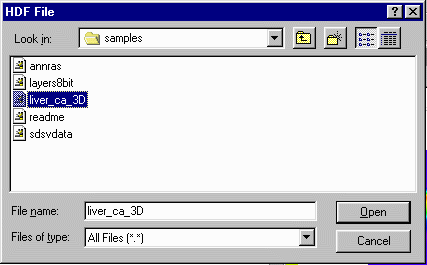 HDF File
Look in: samples
annras
layers8bit
liver_ca_3D
readme
sdsvdata
File name: liver_ca_3D Open
Files of type: All Files (*.*) Cancel